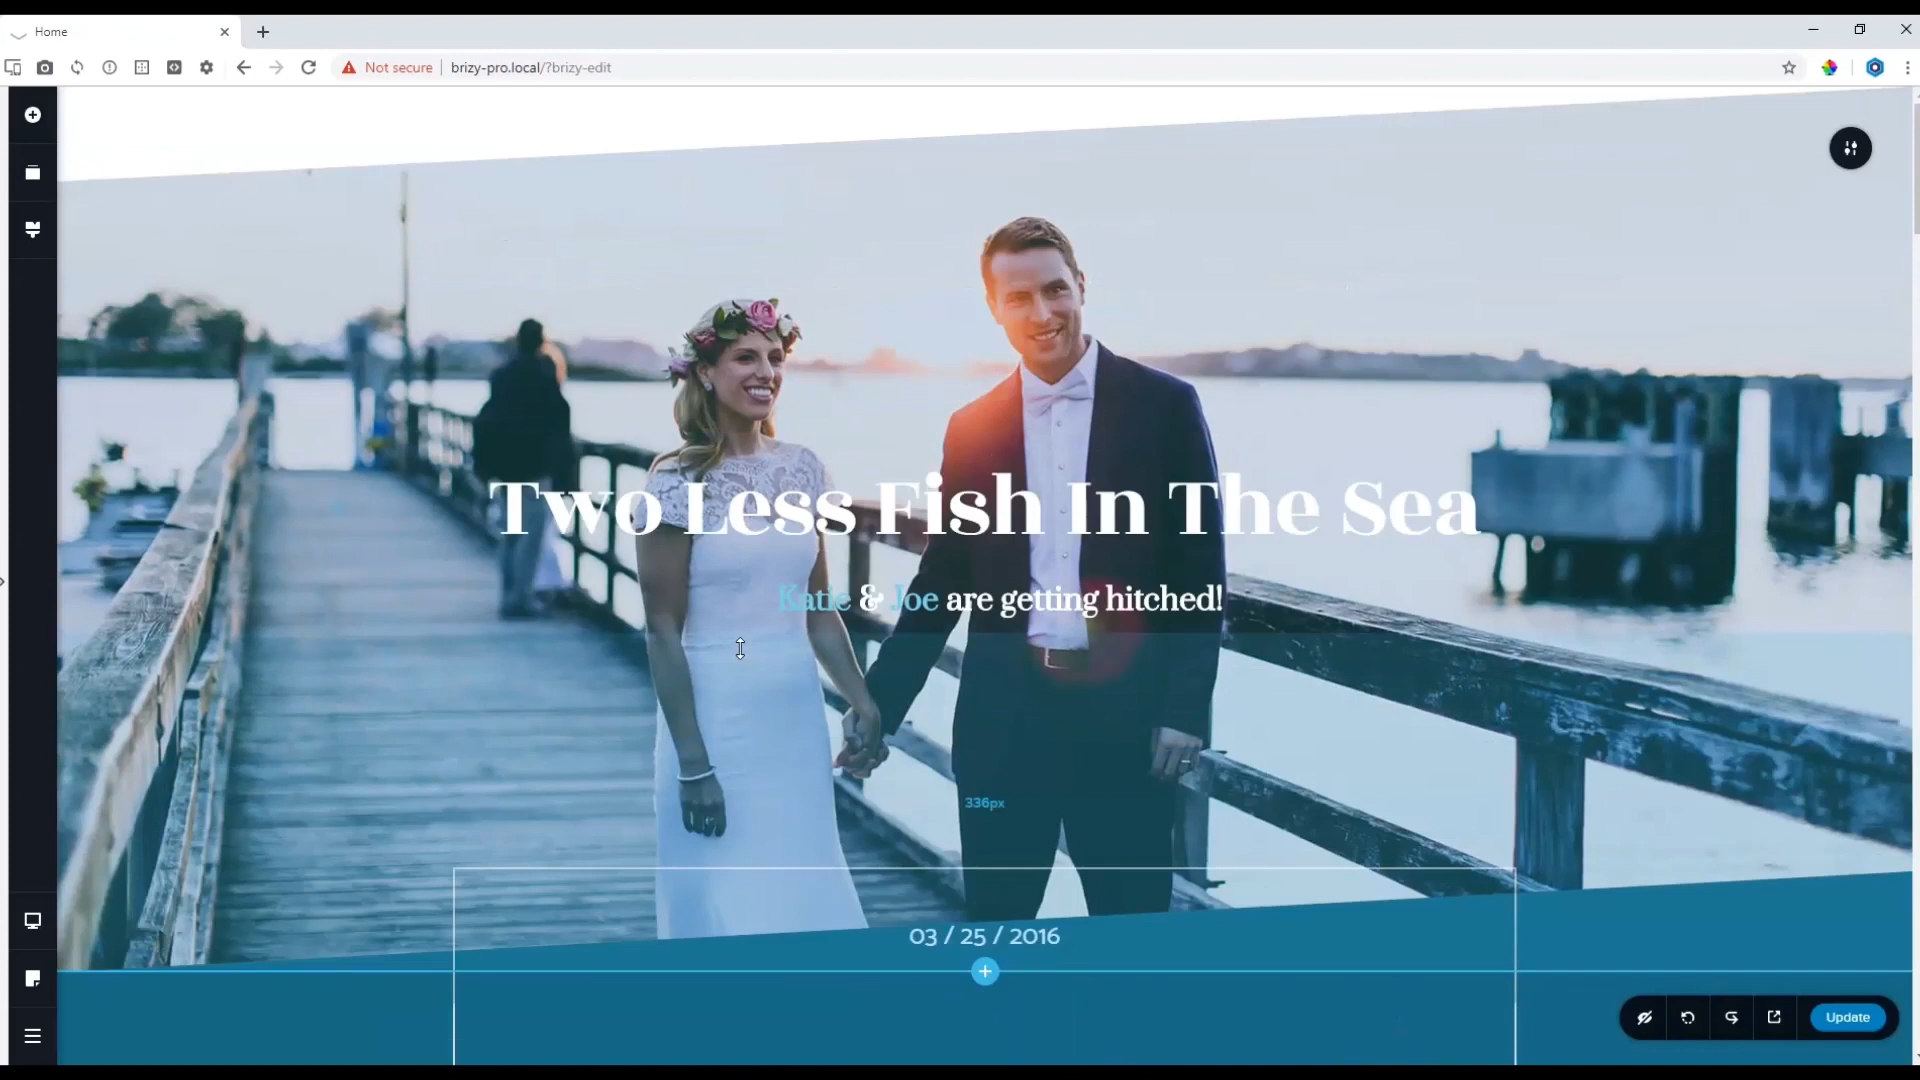 Home
Not secure
brizy-pro.local/?brizy-edit
Two Less Fish In The Sea
Katie & Joe are getting hitched!
336px
03 / 25 / 2016
Update